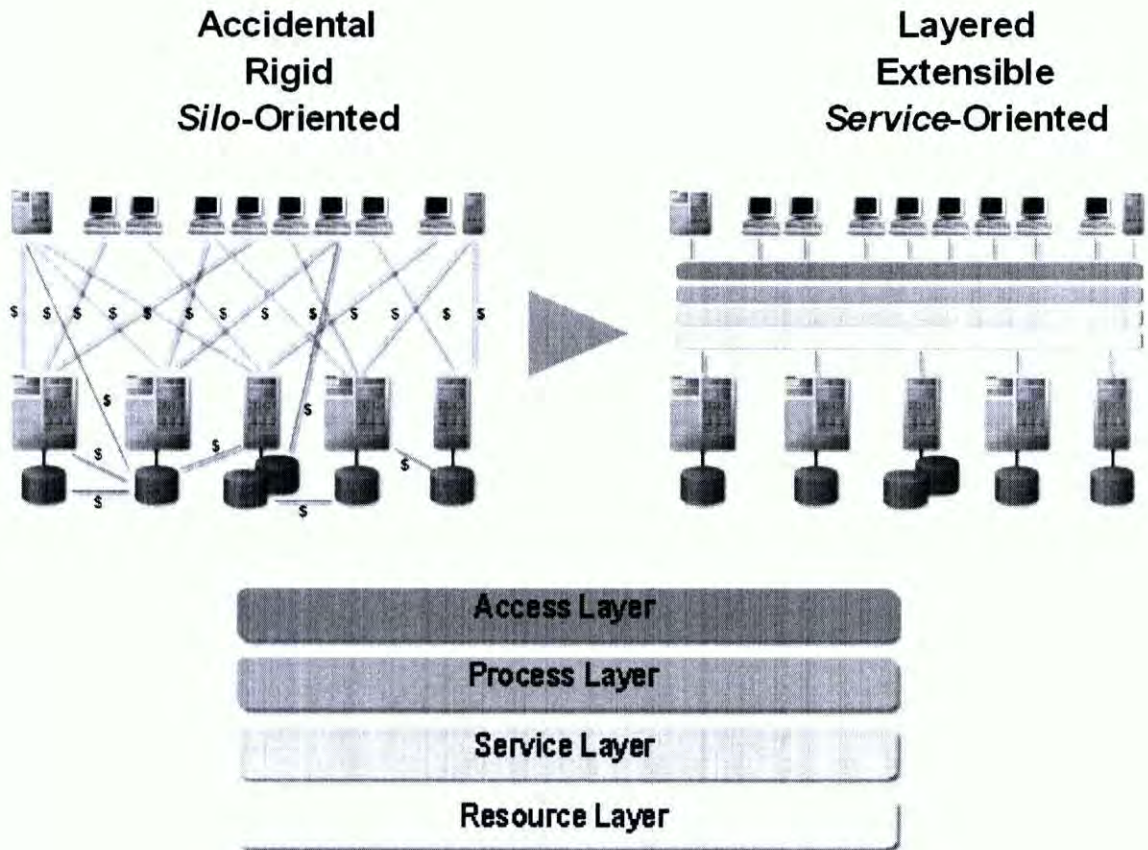 Accidental
Rigid
Silo-Oriented
Layered
Extensible
Service-Oriented
$ $ $ $ $ $ $ $ $ $ $ $ $
$
$
$
$
$
$
$
Access Layer
Process Layer
Service Layer
Resource Layer